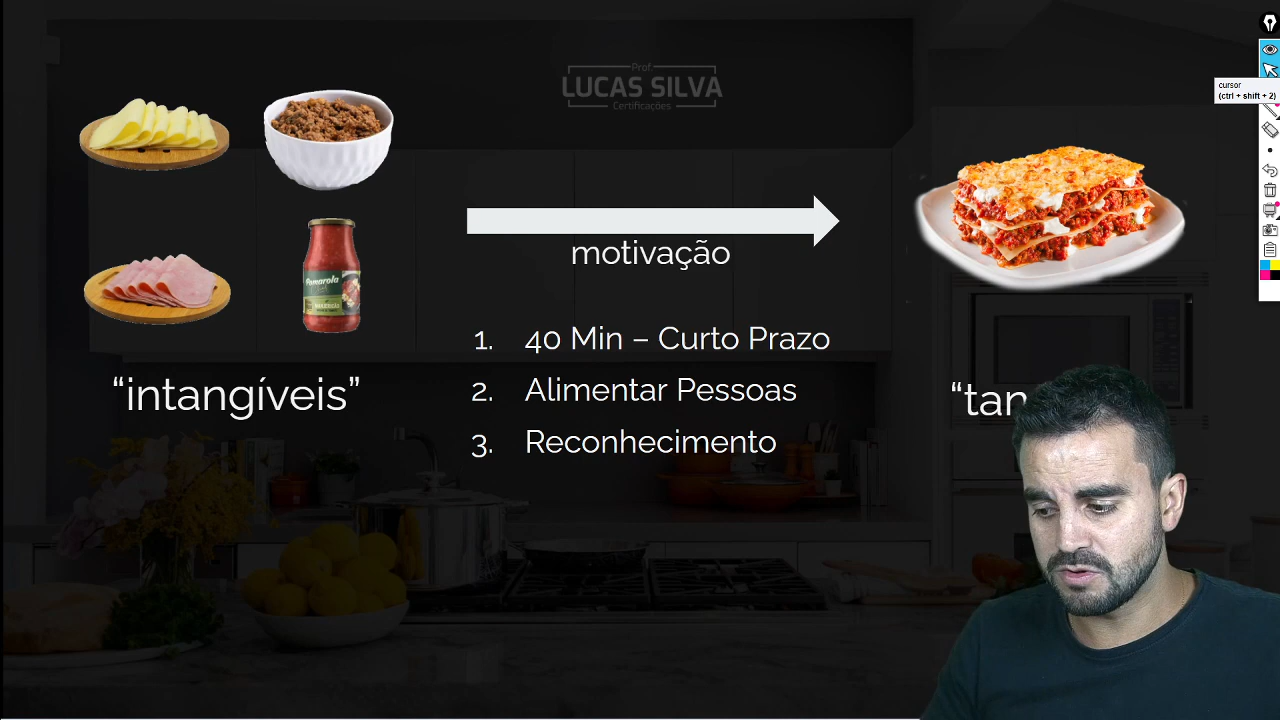 Prof.
LUCAS SILVA
Certificações
cursor
(ctrl + shift + 2)
Pomarola
motivação
1. 40 Min – Curto Prazo
2. Alimentar Pessoas
3. Reconhecimento
“intangíveis”
“tan